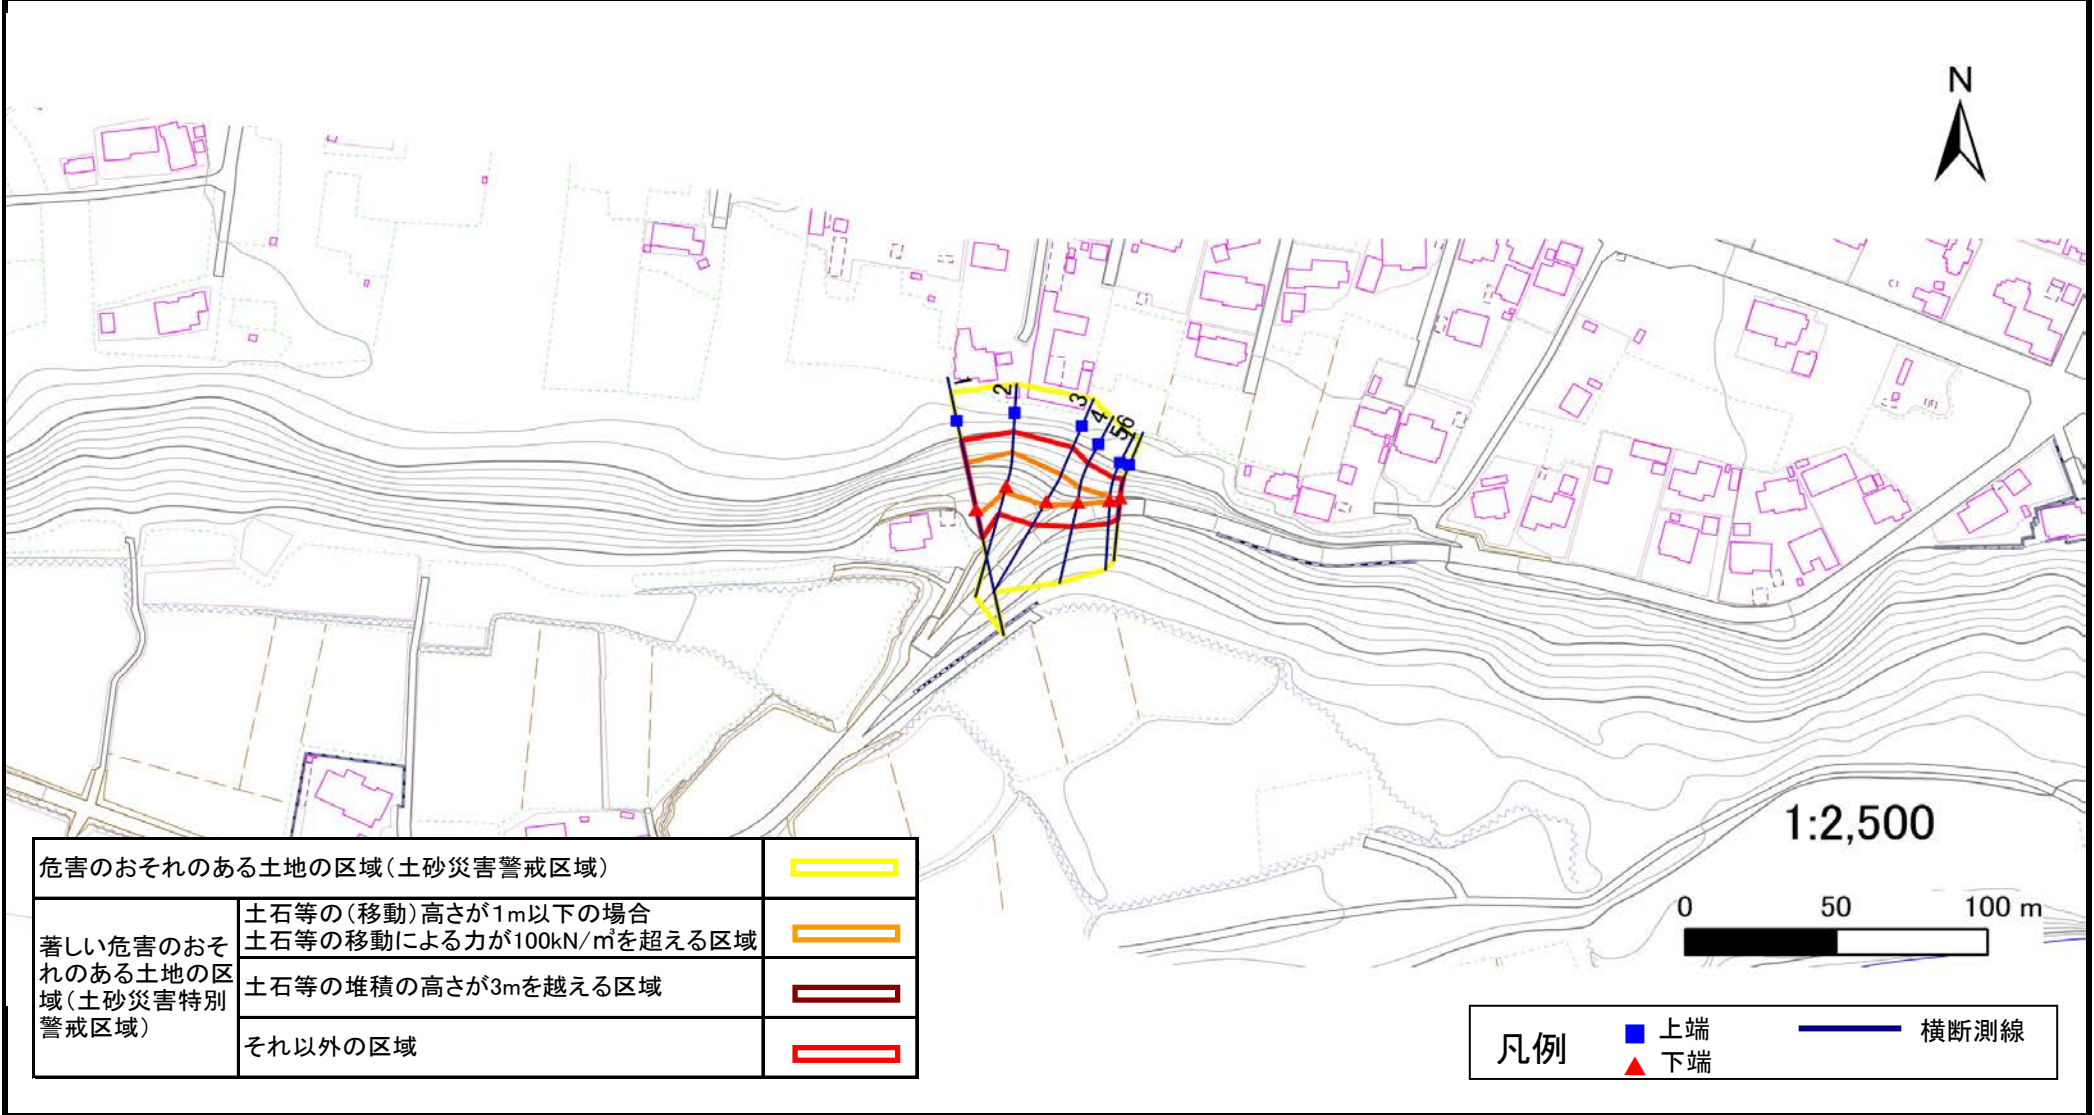 N
1
2
3
4
5
6
1:2,500
0 50 100 m
危害のおそれのある土地の区域(土砂災害警戒区域)
著しい危害のおそ
れのある土地の区
域(土砂災害特別
警戒区域)
土石等の(移動)高さが1m以下の場合
土石等の移動による力が100kN/㎥を超える区域
土石等の堆積の高さが3mを越える区域
それ以外の区域
凡例
上端
下端
横断測線